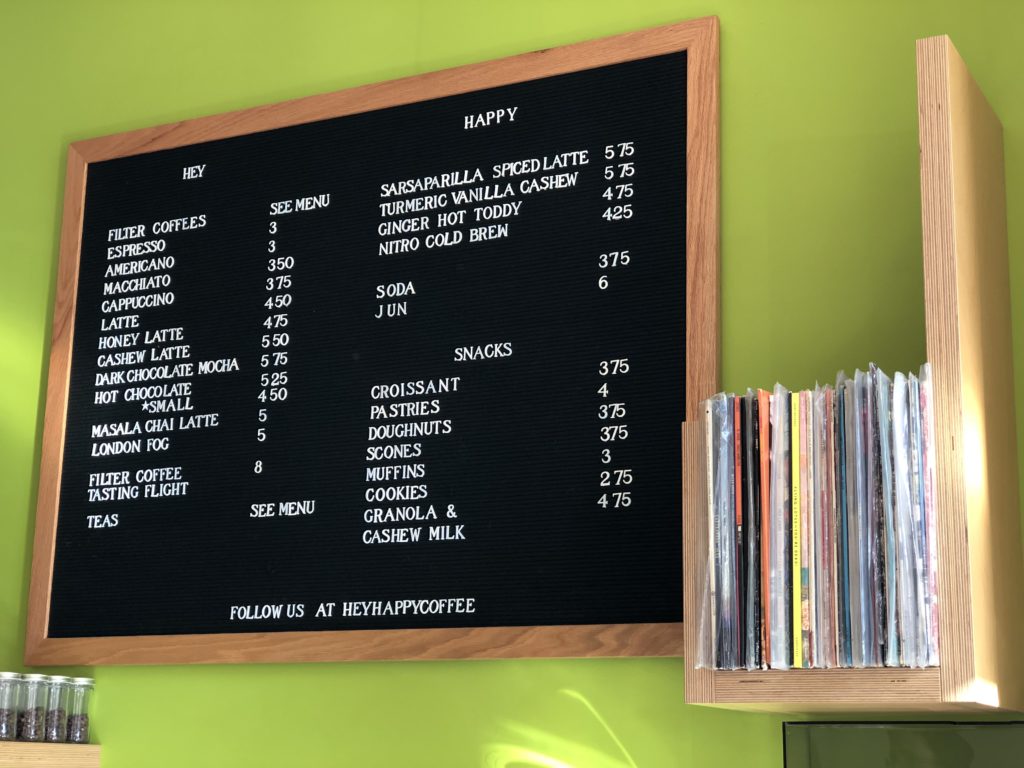 HEY
FILTER COFFEES SEE MENU
ESPRESSO 3
AMERICANO 3
MACCHIATO 350
CAPPUCCINO 375
LATTE 450
HONEY LATTE 475
CASHEW LATTE 550
DARK CHOCOLATE MOCHA 575
HOT CHOCOLATE 525
*SMALL 450
MASALA CHAI LATTE 5
LONDON FOG 5
FILTER COFFEE 8
TASTING FLIGHT
TEAS SEE MENU
HAPPY
SARSAPARILLA SPICED LATTE 575
TURMERIC VANILLA CASHEW 575
GINGER HOT TODDY 475
NITRO COLD BREW 425
SODA 375
JUN 6
SNACKS
CROISSANT 375
PASTRIES 4
DOUGHNUTS 375
SCONES 375
MUFFINS 3
COOKIES 275
GRANOLA & 475
CASHEW MILK
FOLLOW US AT HEYHAPPYCOFFEE